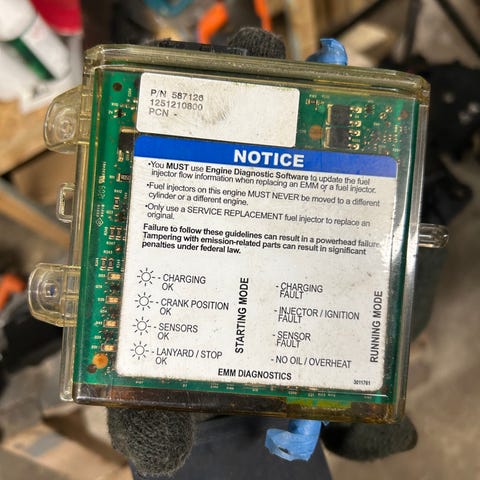 P/N 587126
1251210800
PCN -
NOTICE
•You MUST use Engine Diagnostic Software to update the fuel
injector flow information when replacing an EMM or a fuel injector.
•Fuel injectors on this engine MUST NEVER be moved to a different
cylinder or a different engine.
•Only use a SERVICE REPLACEMENT fuel injector to replace an
original.
Failure to follow these guidelines can result in a powerhead failure.
Tampering with emission-related parts can result in significant
penalties under federal law.
- CHARGING
OK
- CRANK POSITION
OK
- SENSORS
OK
- LANYARD / STOP
OK
STARTING MODE
- CHARGING
FAULT
- INJECTOR / IGNITION
FAULT
- SENSOR
FAULT
- NO OIL / OVERHEAT
RUNNING MODE
EMM DIAGNOSTICS
3011761